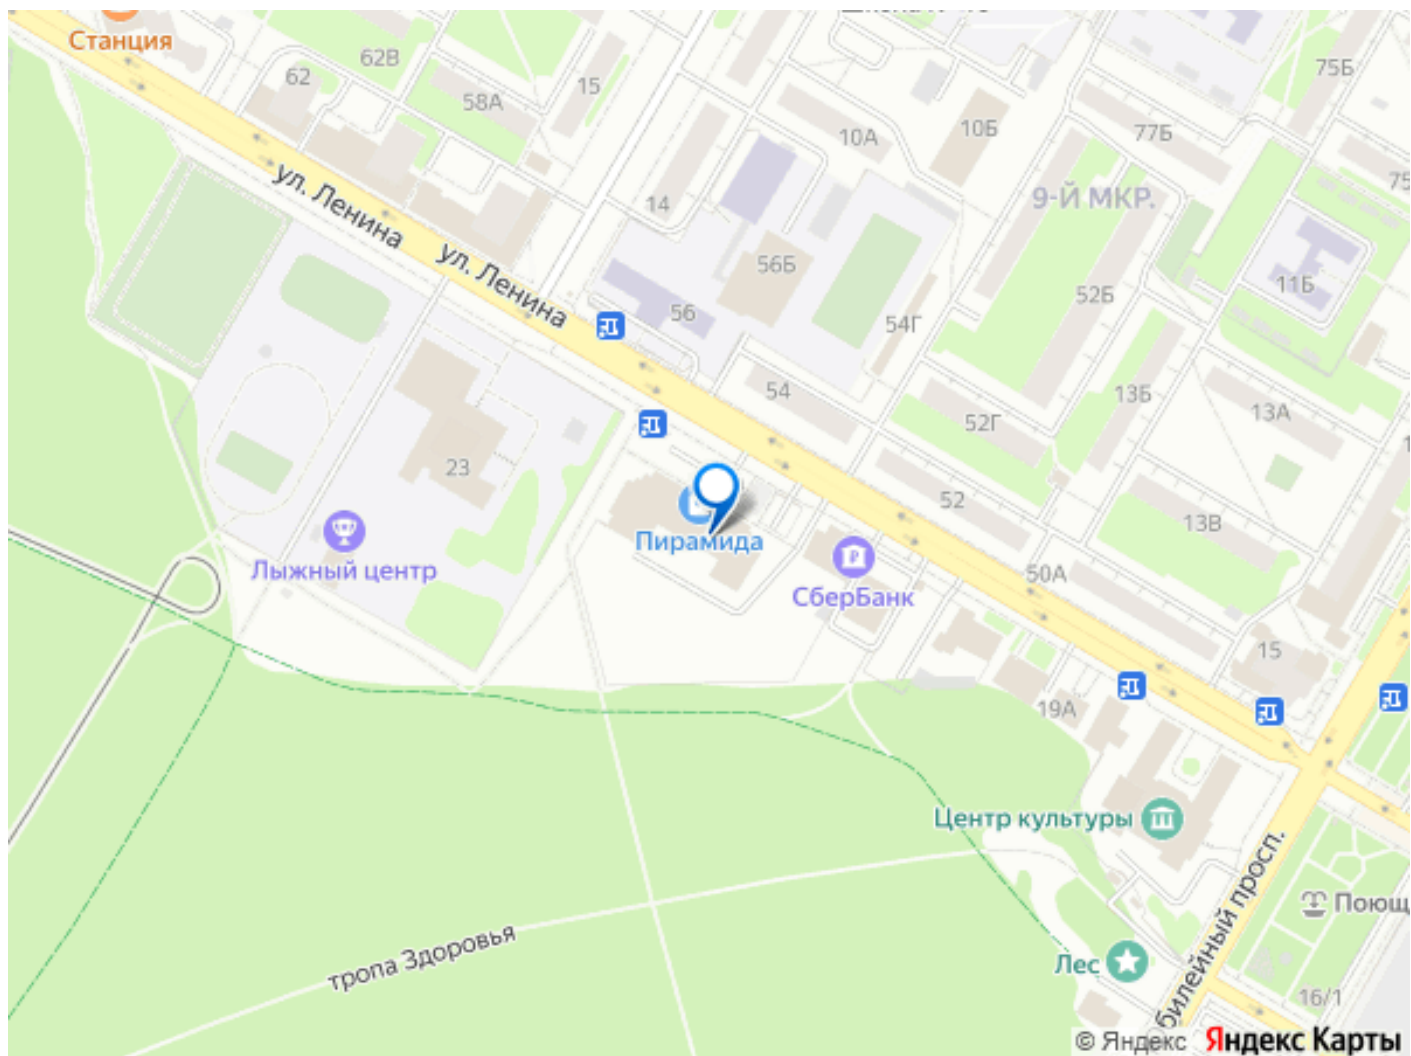 Станция
62В
62
15
58А
75Б
10А
10Б
77Б
ул. Ленина
14
9-Й МКР.
ул. Ленина
56Б
56
54Г
52Б
11Б
54
13Б
13А
52Г
23
52
13В
Пирамида
Лыжный центр
СберБанк
50А
15
19А
Центр культуры
тропа Здоровья
Лес
16/1
© Яндекс Яндекс Карты